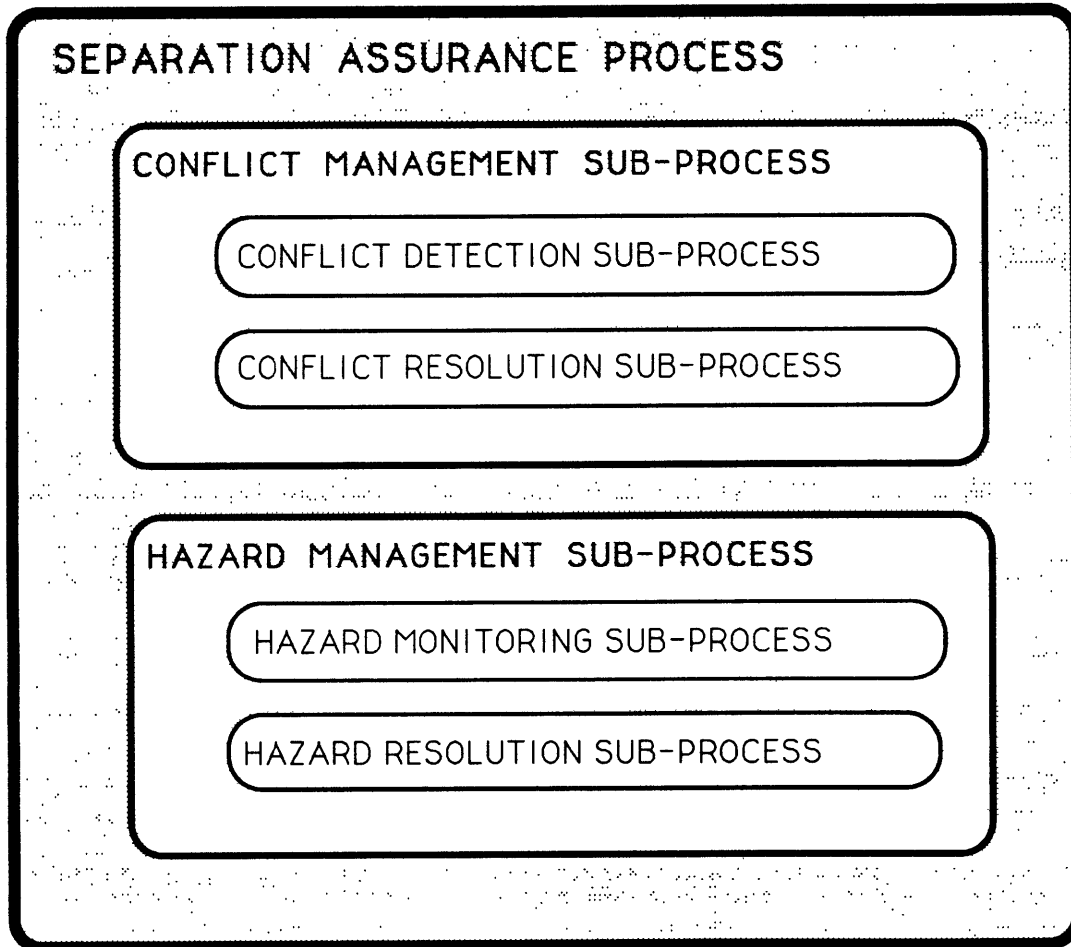 SEPARATION ASSURANCE PROCESS
CONFLICT MANAGEMENT SUB-PROCESS
CONFLICT DETECTION SUB-PROCESS
CONFLICT RESOLUTION SUB-PROCESS
HAZARD MANAGEMENT SUB-PROCESS
HAZARD MONITORING SUB-PROCESS
HAZARD RESOLUTION SUB-PROCESS